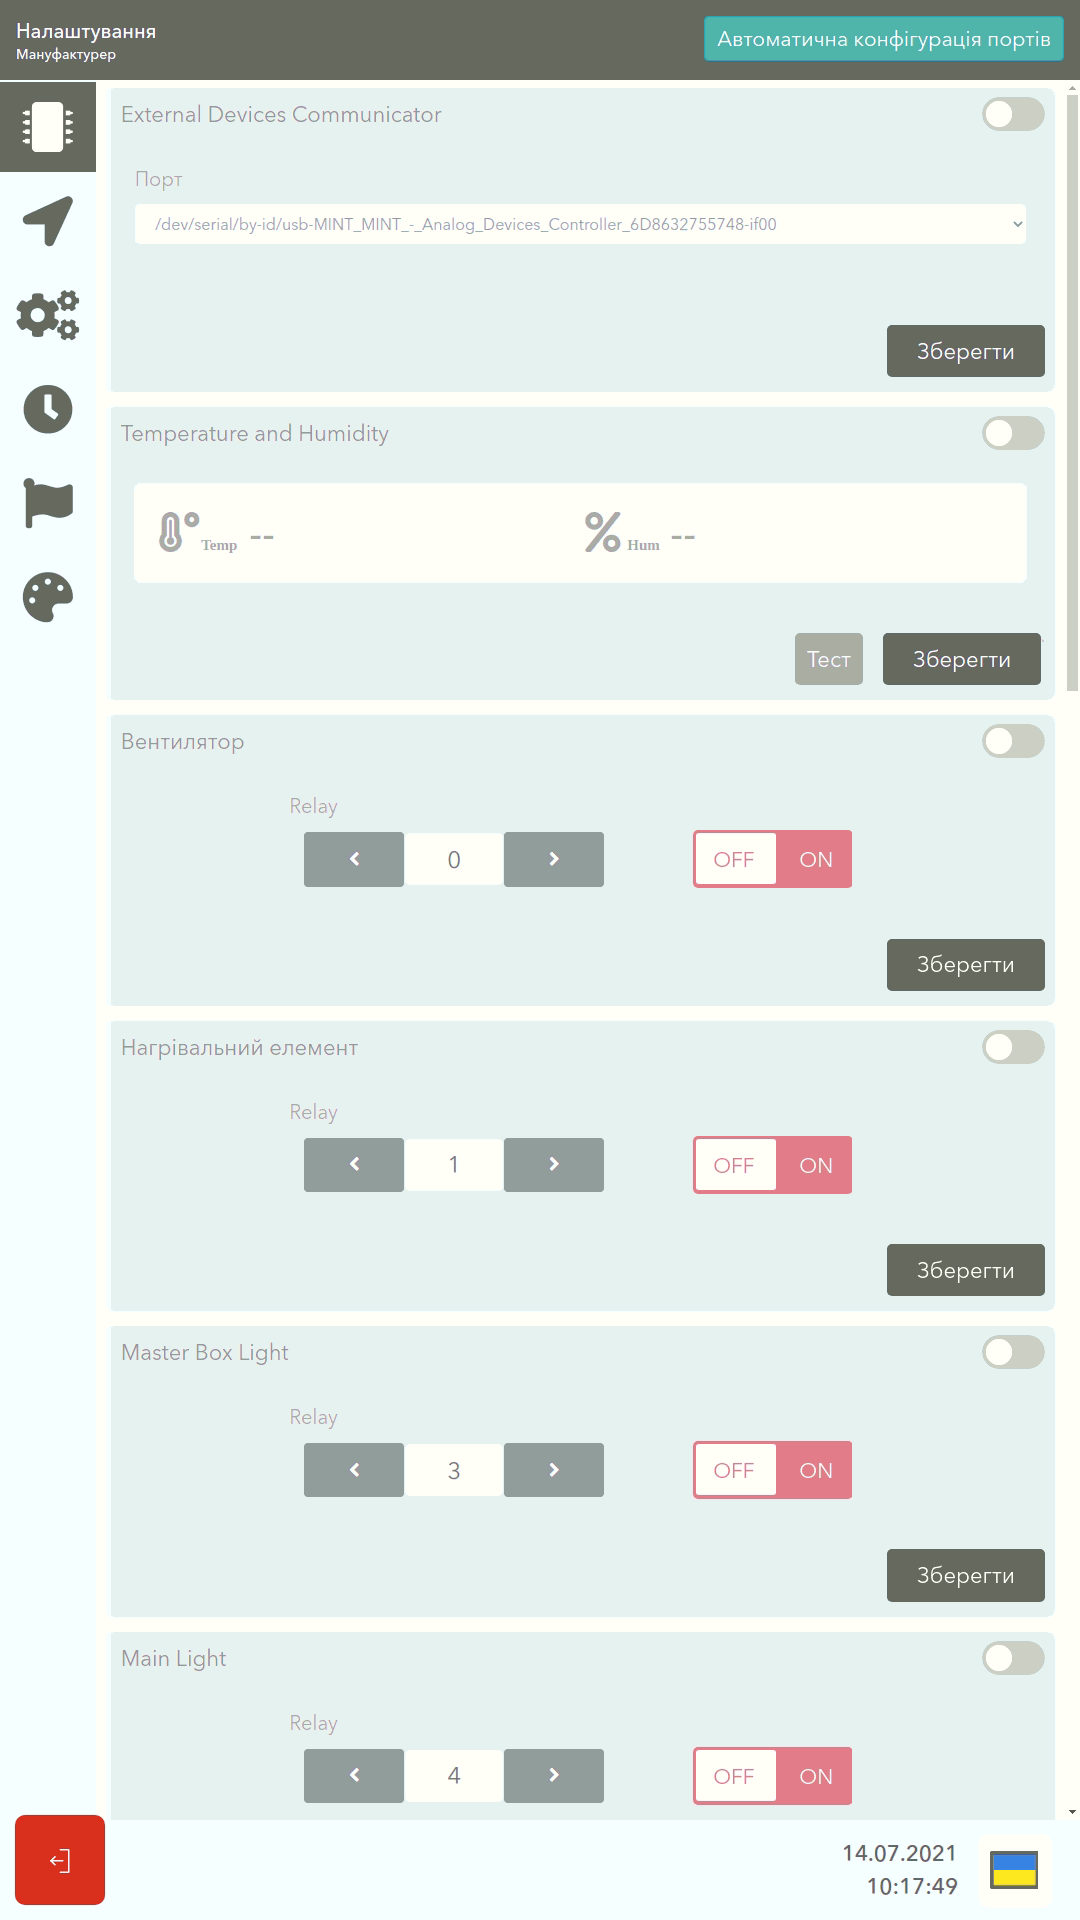 Налаштування
Мануфактурер
Автоматична конфігурація портів
External Devices Communicator
Порт
/dev/serial/by-id/usb-MINT_MINT_-_Analog_Devices_Controller_6D8632755748-if00
Зберегти
Temperature and Humidity
Temp --
% Hum --
Тест
Зберегти
Вентилятор
Relay
0
OFF ON
Зберегти
Нагрівальний елемент
Relay
1
OFF ON
Зберегти
Master Box Light
Relay
3
OFF ON
Зберегти
Main Light
Relay
4
OFF ON
14.07.2021
10:17:49